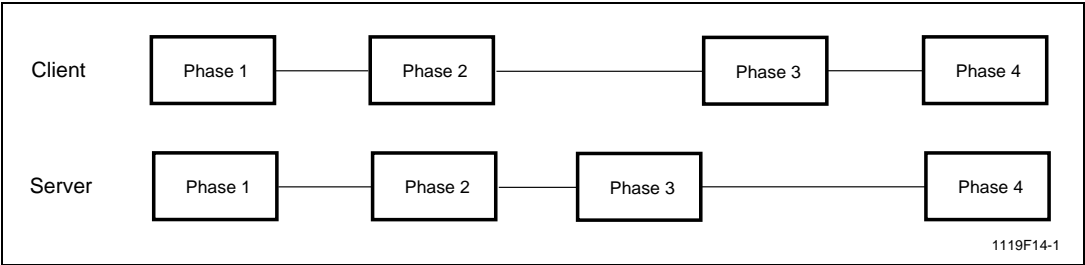 Client Phase 1 Phase 2 Phase 3 Phase 4
Server Phase 1 Phase 2 Phase 3 Phase 4
1119F14-1